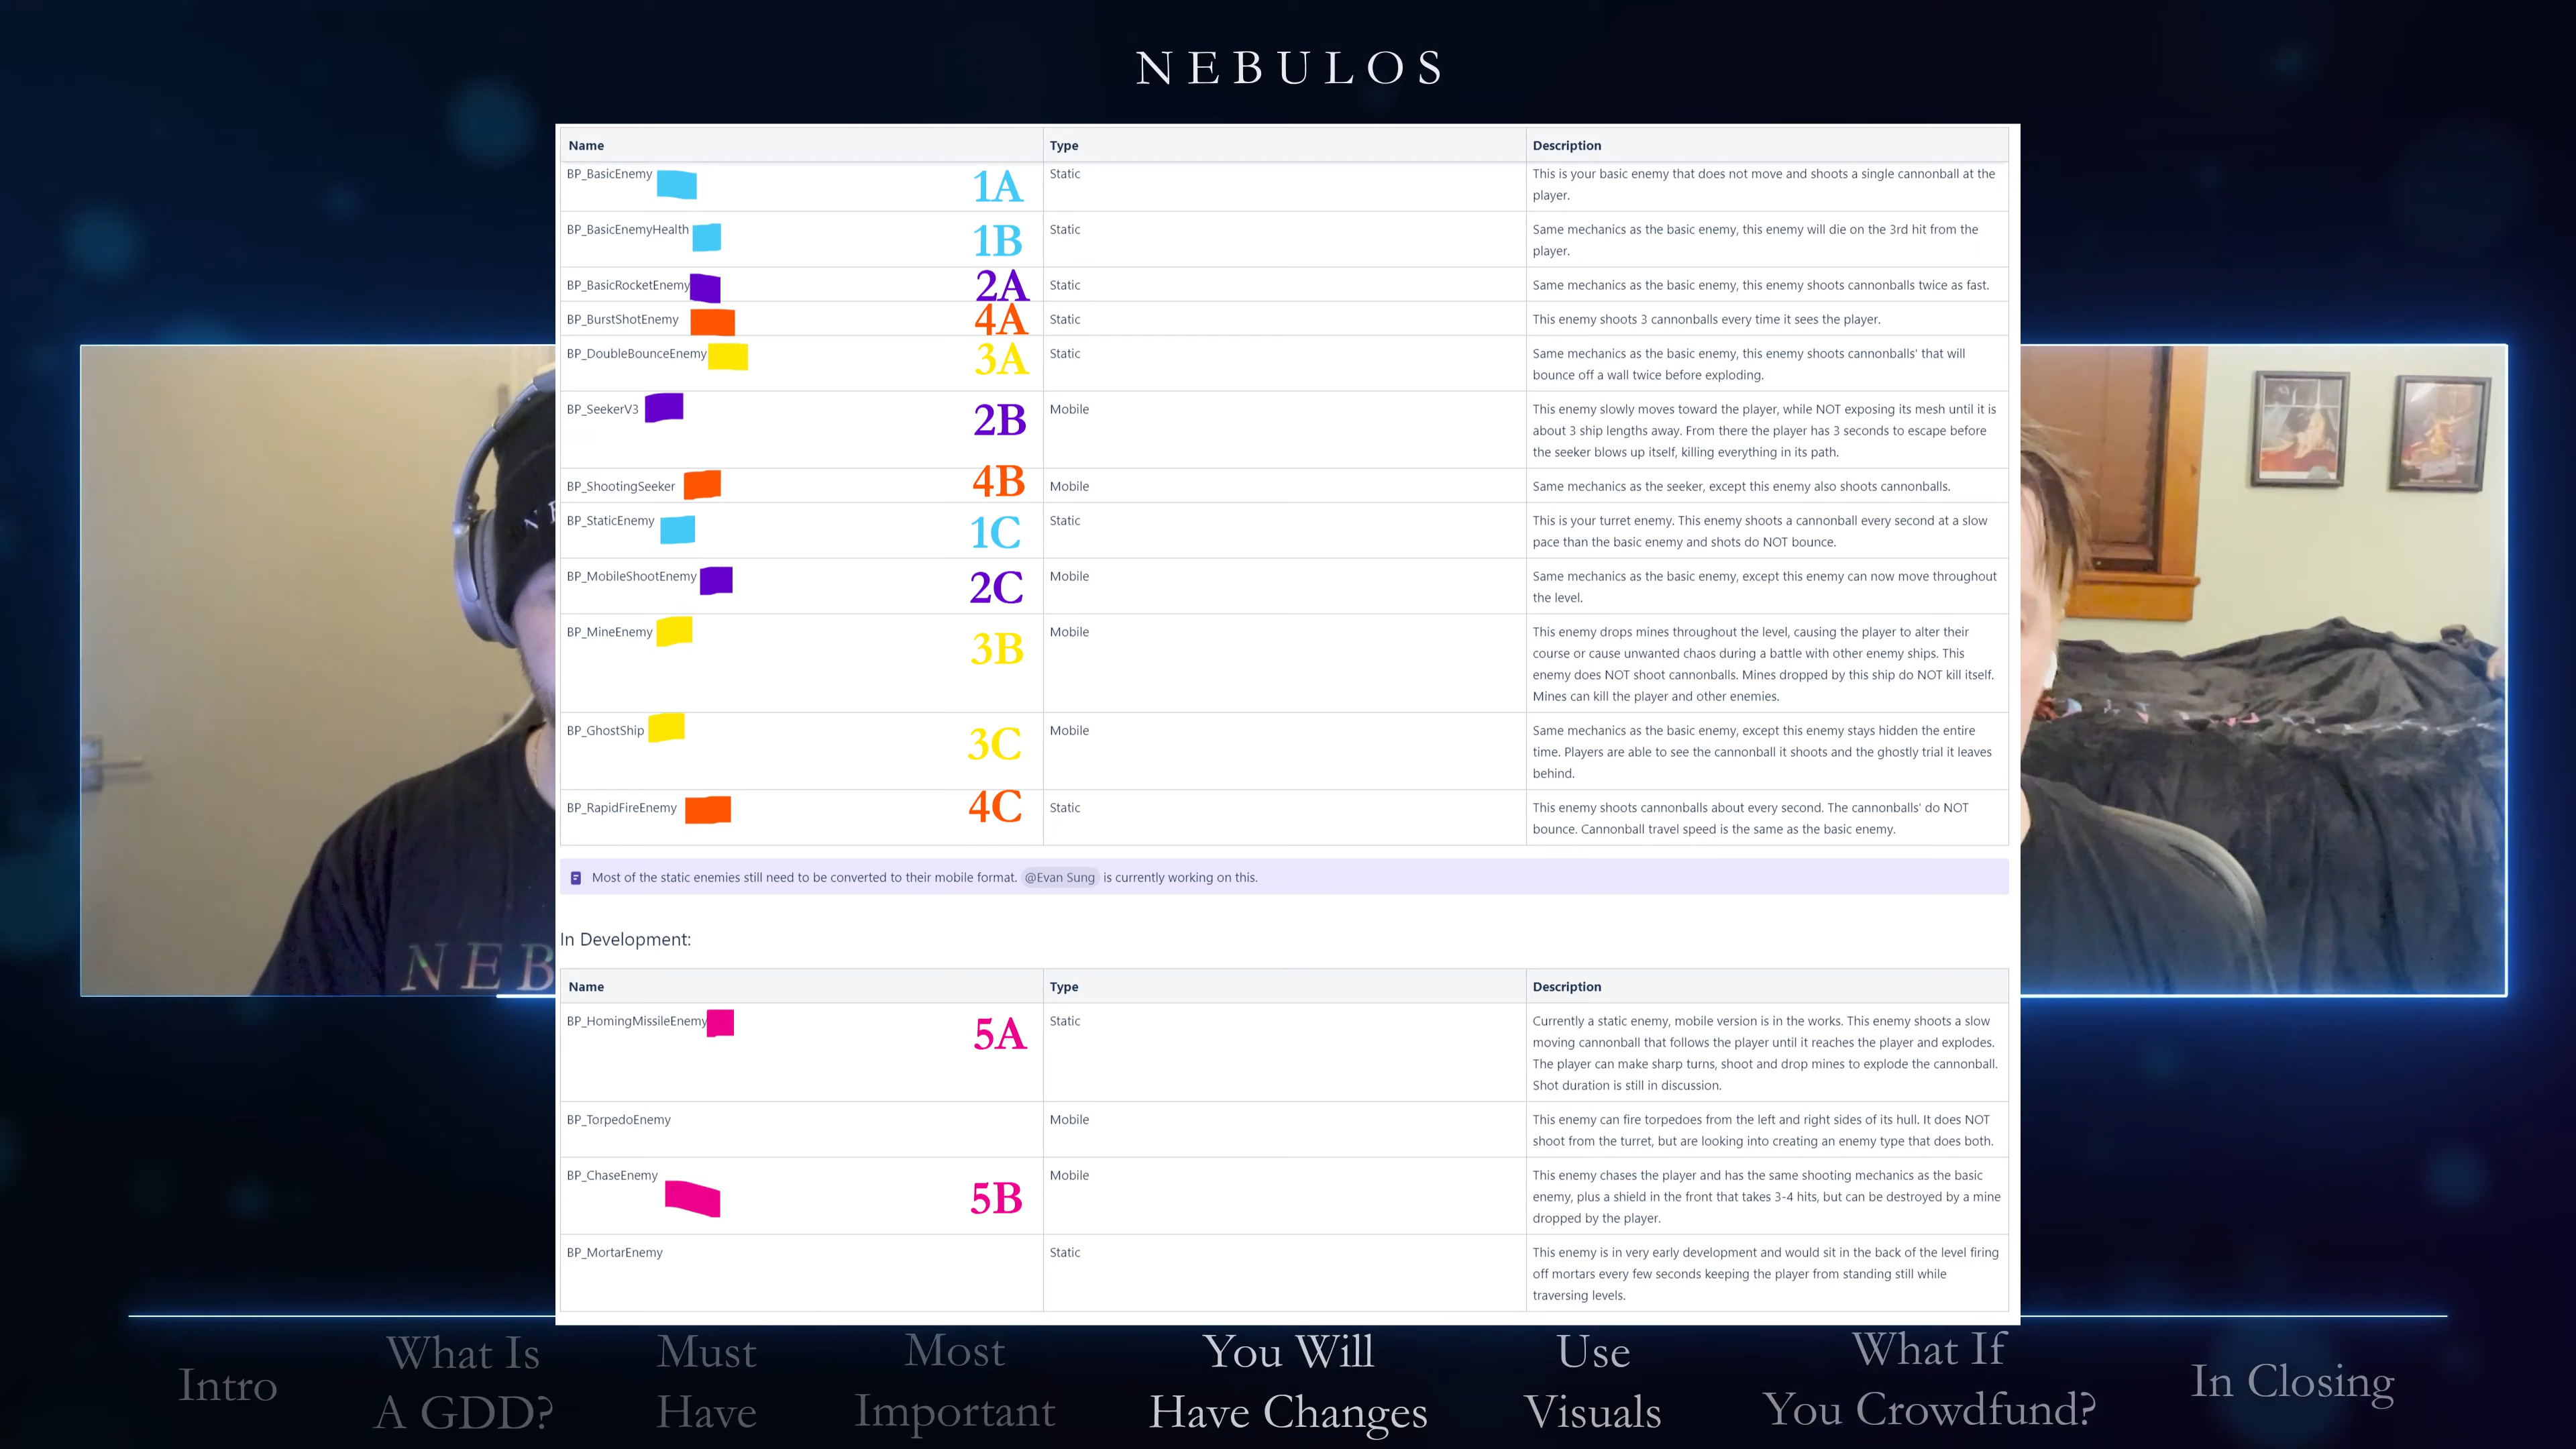 NEBULOS
Name Type Description
BP_BasicEnemy 1A Static This is your basic enemy that does not move and shoots a single cannonball at the
player.
BP_BasicEnemyHealth 1B Static Same mechanics as the basic enemy, this enemy will die on the 3rd hit from the
player.
BP_BasicRocketEnemy 2A Static Same mechanics as the basic enemy, this enemy shoots cannonballs twice as fast.
BP_BurstShotEnemy 4A Static This enemy shoots 3 cannonballs every time it sees the player.
BP_DoubleBounceEnemy 3A Static Same mechanics as the basic enemy, this enemy shoots cannonballs' that will
bounce off a wall twice before exploding.
BP_SeekerV3 2B Mobile This enemy slowly moves toward the player, while NOT exposing its mesh until it is
about 3 ship lengths away. From there the player has 3 seconds to escape before
the seeker blows up itself, killing everything in its path.
BP_ShootingSeeker 4B Mobile Same mechanics as the seeker, except this enemy also shoots cannonballs.
BP_StaticEnemy 1C Static This is your turret enemy. This enemy shoots a cannonball every second at a slow
pace than the basic enemy and shots do NOT bounce.
BP_MobileShootEnemy 2C Mobile Same mechanics as the basic enemy, except this enemy can now move throughout
the level.
BP_MineEnemy 3B Mobile This enemy drops mines throughout the level, causing the player to alter their
course or cause unwanted chaos during a battle with other enemy ships. This
enemy does NOT shoot cannonballs. Mines dropped by this ship do NOT kill itself.
Mines can kill the player and other enemies.
BP_GhostShip 3C Mobile Same mechanics as the basic enemy, except this enemy stays hidden the entire
time. Players are able to see the cannonball it shoots and the ghostly trial it leaves
behind.
BP_RapidFireEnemy 4C Static This enemy shoots cannonballs about every second. The cannonballs' do NOT
bounce. Cannonball travel speed is the same as the basic enemy.
Most of the static enemies still need to be converted to their mobile format. @Evan Sung is currently working on this.
In Development:
Name Type Description
BP_HomingMissileEnemy 5A Static Currently a static enemy, mobile version is in the works. This enemy shoots a slow
moving cannonball that follows the player until it reaches the player and explodes.
The player can make sharp turns, shoot and drop mines to explode the cannonball.
Shot duration is still in discussion.
BP_TorpedoEnemy Mobile This enemy can fire torpedoes from the left and right sides of its hull. It does NOT
shoot from the turret, but are looking into creating an enemy type that does both.
BP_ChaseEnemy 5B Mobile This enemy chases the player and has the same shooting mechanics as the basic
enemy, plus a shield in the front that takes 3-4 hits, but can be destroyed by a mine
dropped by the player.
BP_MortarEnemy Static This enemy is in very early development and would sit in the back of the level firing
off mortars every few seconds keeping the player from standing still while
traversing levels.
NEB
Intro
What Is
A GDD?
Must
Have
Most
Important
You Will
Have Changes
Use
Visuals
What If
You Crowdfund?
In Closing